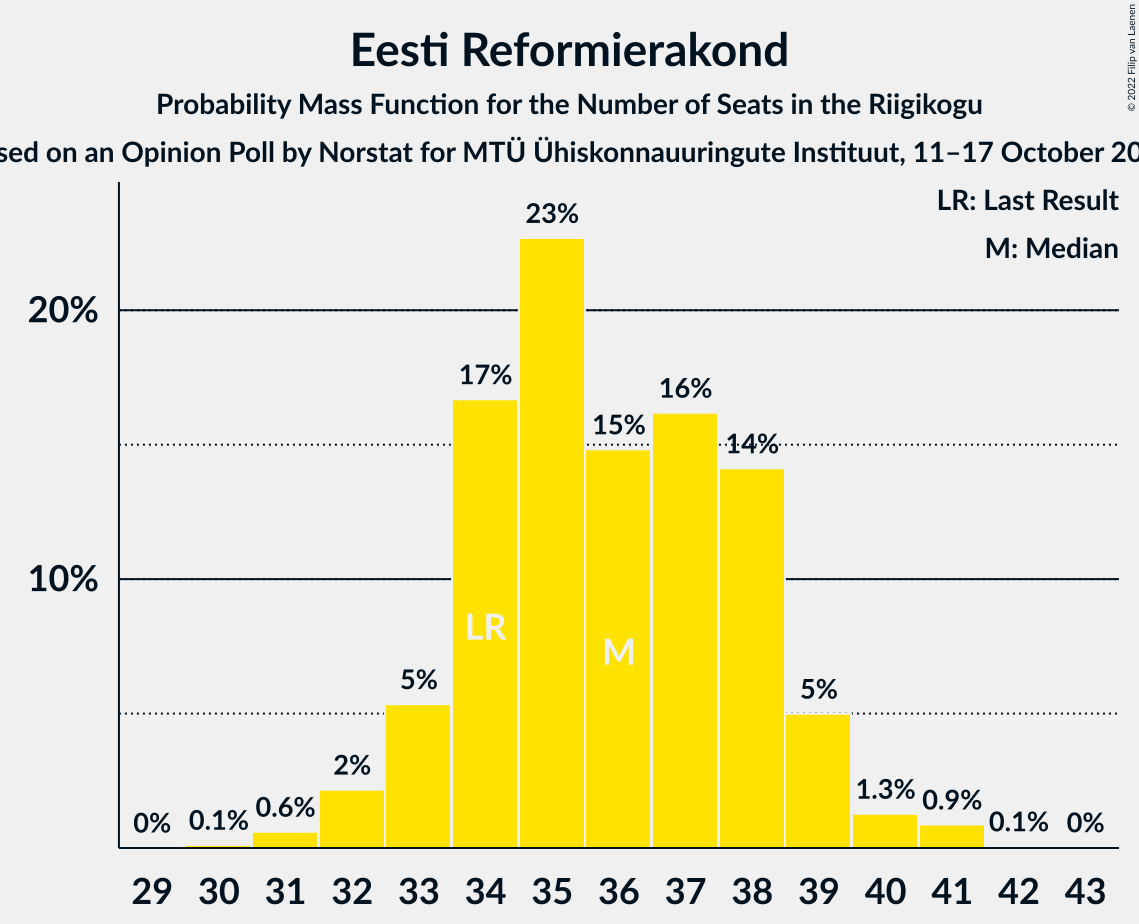 Eesti Reformierakond
Probability Mass Function for the Number of Seats in the Riigikogu
on an Opinion Poll by Norstat for MTÜ Ühiskonnauuringute Instituut, 11–17 October
© 2022 Filip van Laenen
LR: Last Result
M: Median
20%
10%
0% 0.1% 0.6% 2% 5% 17% 23% 15% 16% 14% 5% 1.3% 0.9% 0.1% 0%
LR M
29 30 31 32 33 34 35 36 37 38 39 40 41 42 43